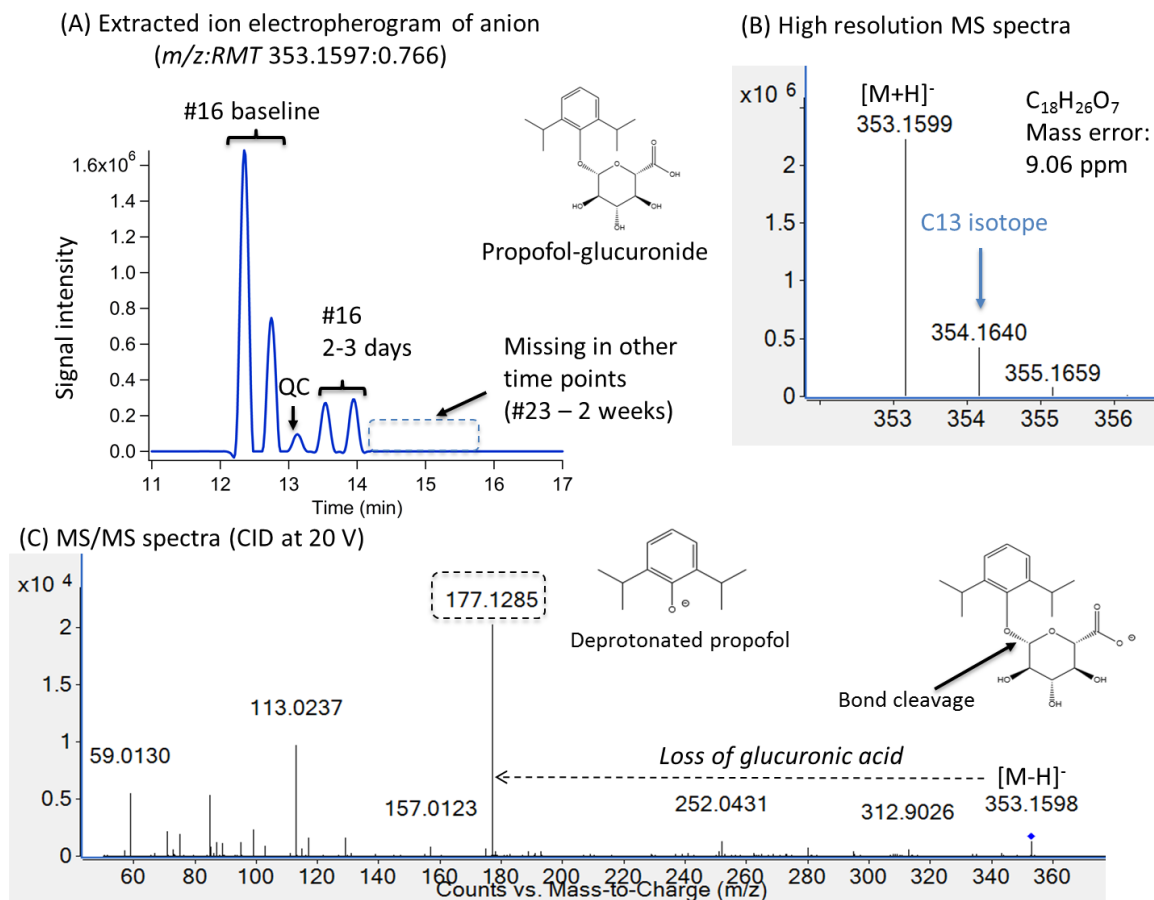 (A) Extracted ion electropherogram of anion
(m/z:RMT 353.1597:0.766)
#16 baseline
1.6x10⁶
1.4
1.2
1.0
0.8
0.6
0.4
0.2
0.0
Signal intensity
QC
#16
2-3 days
Missing in other
time points
(#23 – 2 weeks)
11 12 13 14 15 16 17
Time (min)
O
O
O
OH
HO
OH
OH
Propofol-glucuronide
(B) High resolution MS spectra
x10 ⁶
[M+H]⁻
353.1599
C₁₈H₂₆O₇
Mass error:
9.06 ppm
2
1.5
1
0.5
0
C13 isotope
354.1640
355.1659
353 354 355 356
(C) MS/MS spectra (CID at 20 V)
x10 ⁴
2
1.5
1
0.5
0
177.1285
O ⊖
Deprotonated propofol
O
O
O
O ⊖
HO
OH
OH
Bond cleavage
113.0237
59.0130
157.0123
Loss of glucuronic acid
252.0431
312.9026
[M-H]⁻
353.1598
60 80 100 120 140 160 180 200 220 240 260 280 300 320 340 360
Counts vs. Mass-to-Charge (m/z)